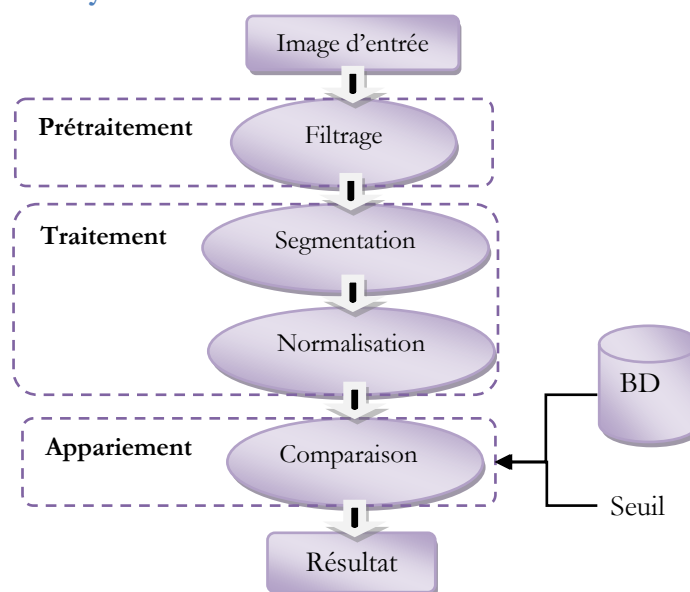 Image d'entrée
Prétraitement
Filtrage
Traitement
Segmentation
Normalisation
BD
Appariement
Comparaison
Seuil
Résultat